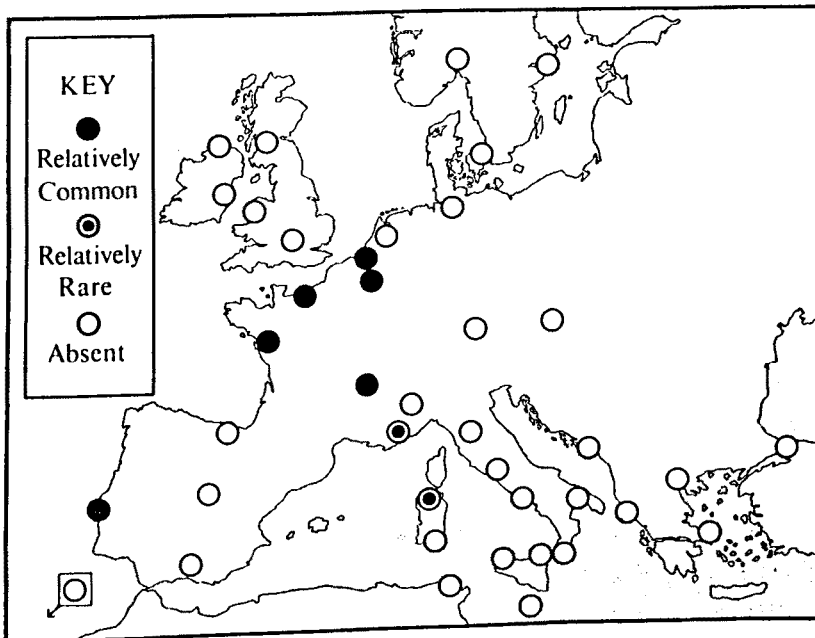 KEY
Relatively
Common
Relatively
Rare
Absent